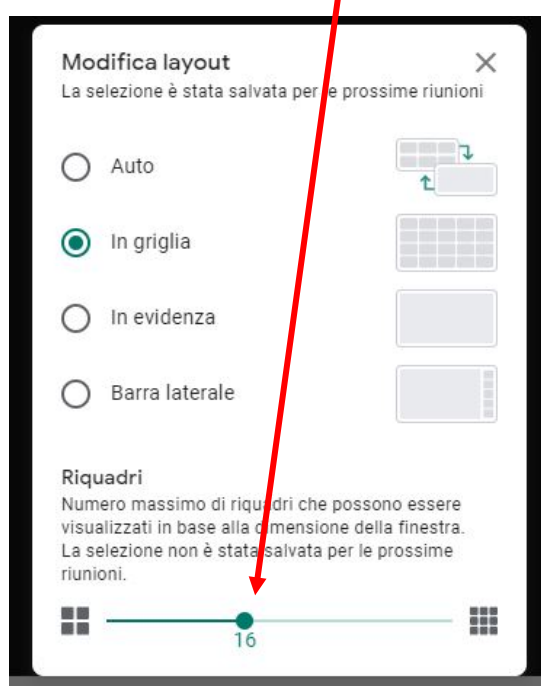 Modifica layout
La selezione è stata salvata per le prossime riunioni
Auto
In griglia
In evidenza
Barra laterale
Riquadri
Numero massimo di riquadri che possono essere
visualizzati in base alla dimensione della finestra.
La selezione non è stata salvata per le prossime
riunioni.
16